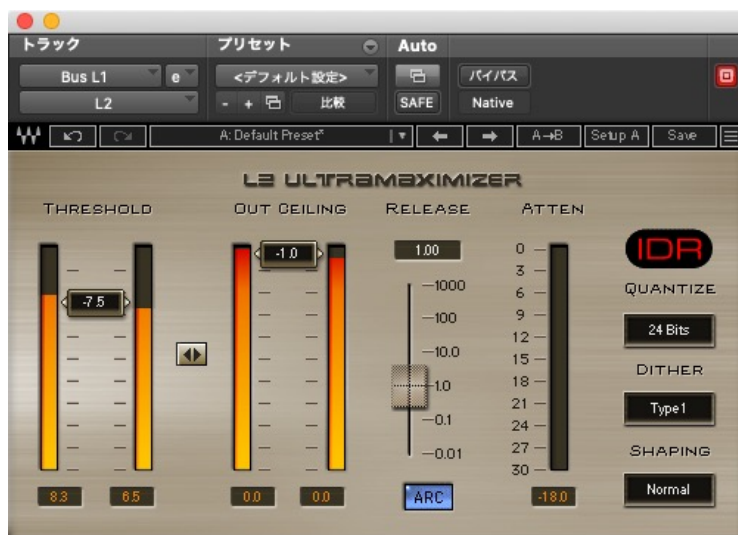 トラック プリセット Auto
Bus L1 e <デフォルト設定> バイパス
L2 - + 比較 SAFE Native
A: Default Preset* A→B Setup A Save
L2 ULTRAMAXIMIZER
THRESHOLD OUT CEILING RELEASE ATTEN
-7.5 -1.0 1.00 0 IDR
3
1000
6 QUANTIZE
100 9
12 24 Bits
10.0 15
DITHER
1.0 18
21 Type1
0.1 24
0.01 27 SHAPING
30
8.3 6.5 0.0 0.0 ARC -18.0 Normal